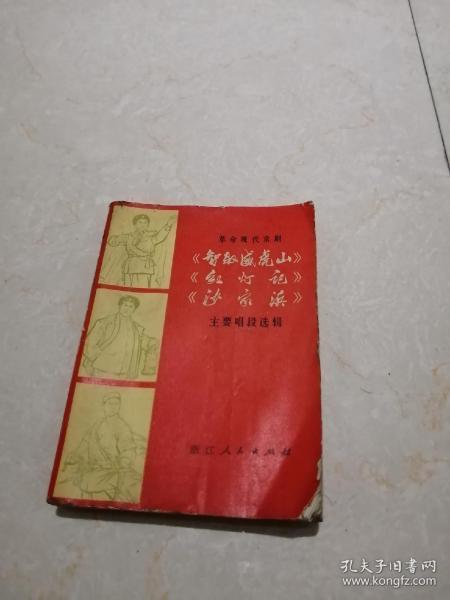 革命现代京剧
《智取威虎山》
《红灯记》
《沙家浜》
主要唱段选辑
浙江人民出版社
孔夫子旧书网
www.kongfz.com